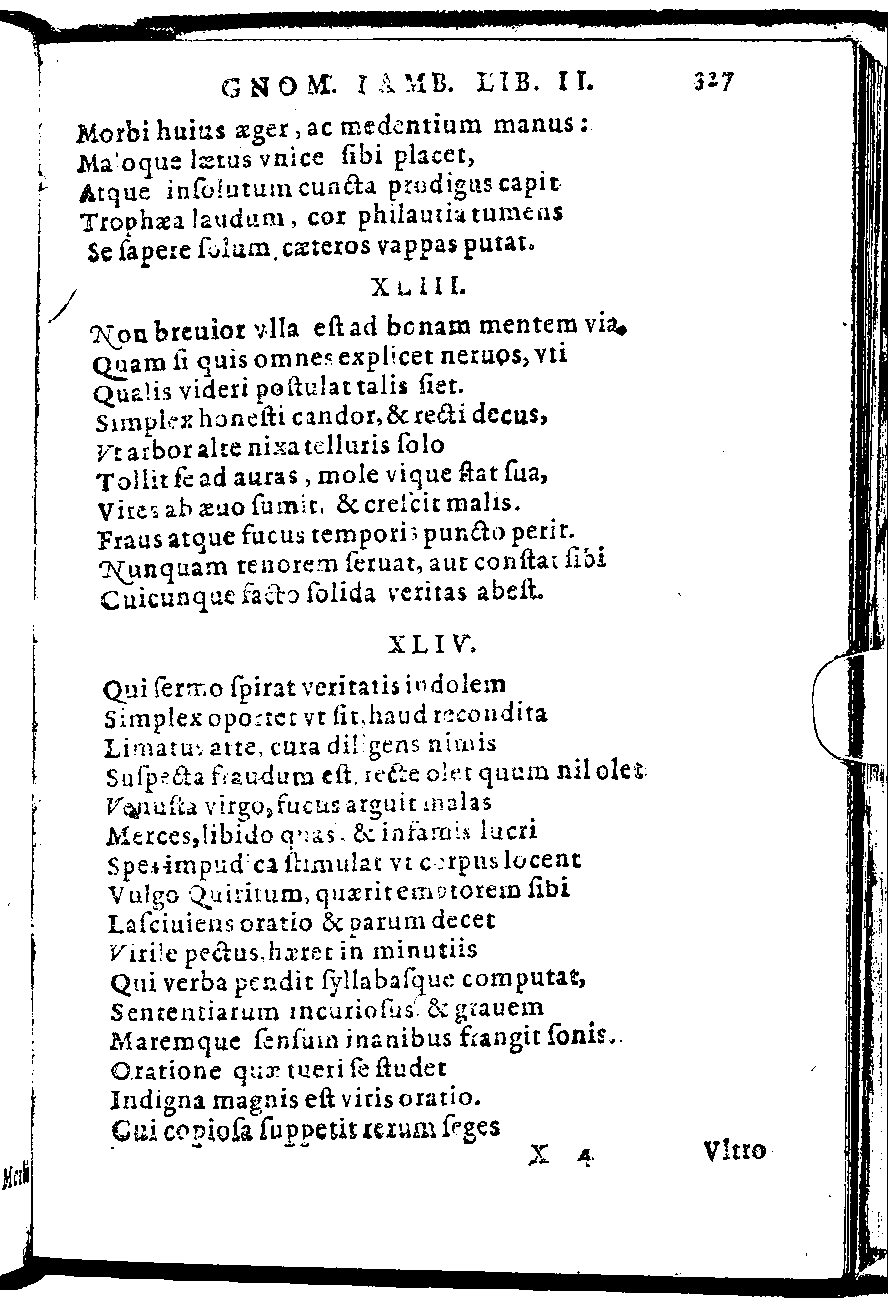 GNOM. IAMB. LIB. II. 327
Morbi huius æger, ac medentium manus:
Maloque lætus vnice ſibi placet,
Atque inſolutum cuncta prodigus capit
Trophæa laudum, cor philautia tumens
Se ſapere ſolum, cæteros vappas putat.
XLIII.
Non breuior vlla eſt ad bonam mentem via.
Quam ſi quis omnes explicet neruos, vti
Qualis videri poſtulat talis ſiet.
Simplex honeſti candor, & recti decus,
Vt arbor alte nixa telluris ſolo
Tollit ſe ad auras, mole vique ſtat ſua,
Vires ab æuo ſumit, & creſcit malis.
Fraus atque fucus temporis puncto perit.
Nunquam tenorem ſeruat, aut conſtat ſibi
Cuicunque facto ſolida veritas abeſt.
XLIV.
Qui ſermo ſpirat veritatis indolem
Simplex oportet vt ſit, haud recondita
Limatus arte, cura diligens nimis
Suſpecta fraudum eſt, recte olet quum nil olet
Venuſta virgo, fucus arguit malas
Merces, libido quas, & infamis lucri
Spes impudica ſtimulat vt corpus locent
Vulgo Quiritum, quærit emptorem ſibi
Laſciuiens oratio & parum decet
Virile pectus, hæret in minutiis
Qui verba pendit ſyllabaſque computat,
Sententiarum incurioſus, & grauem
Maremque ſenſum inanibus frangit ſonis.
Oratione quæ tueri ſe ſtudet
Indigna magnis eſt viris oratio.
Cui copioſa ſuppetit rerum ſeges
X 4 Vltro